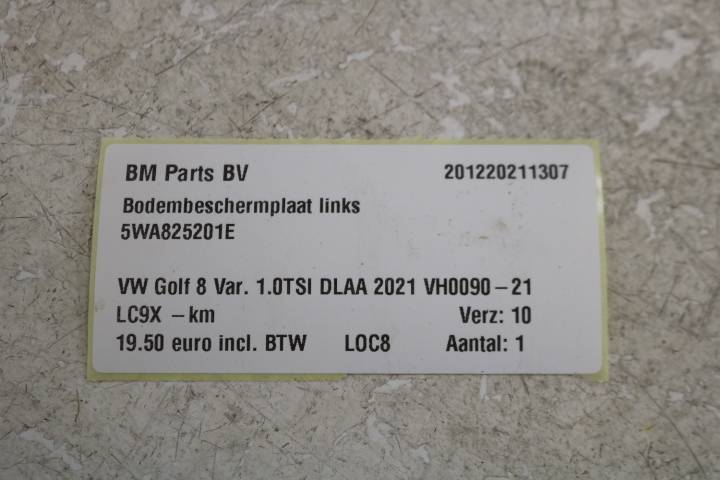 BM Parts BV 201220211307
Bodembeschermplaat links
5WA825201E
VW Golf 8 Var. 1.0TSI DLAA 2021 VH0090-21
LC9X -km Verz: 10
19.50 euro incl. BTW LOC8 Aantal: 1